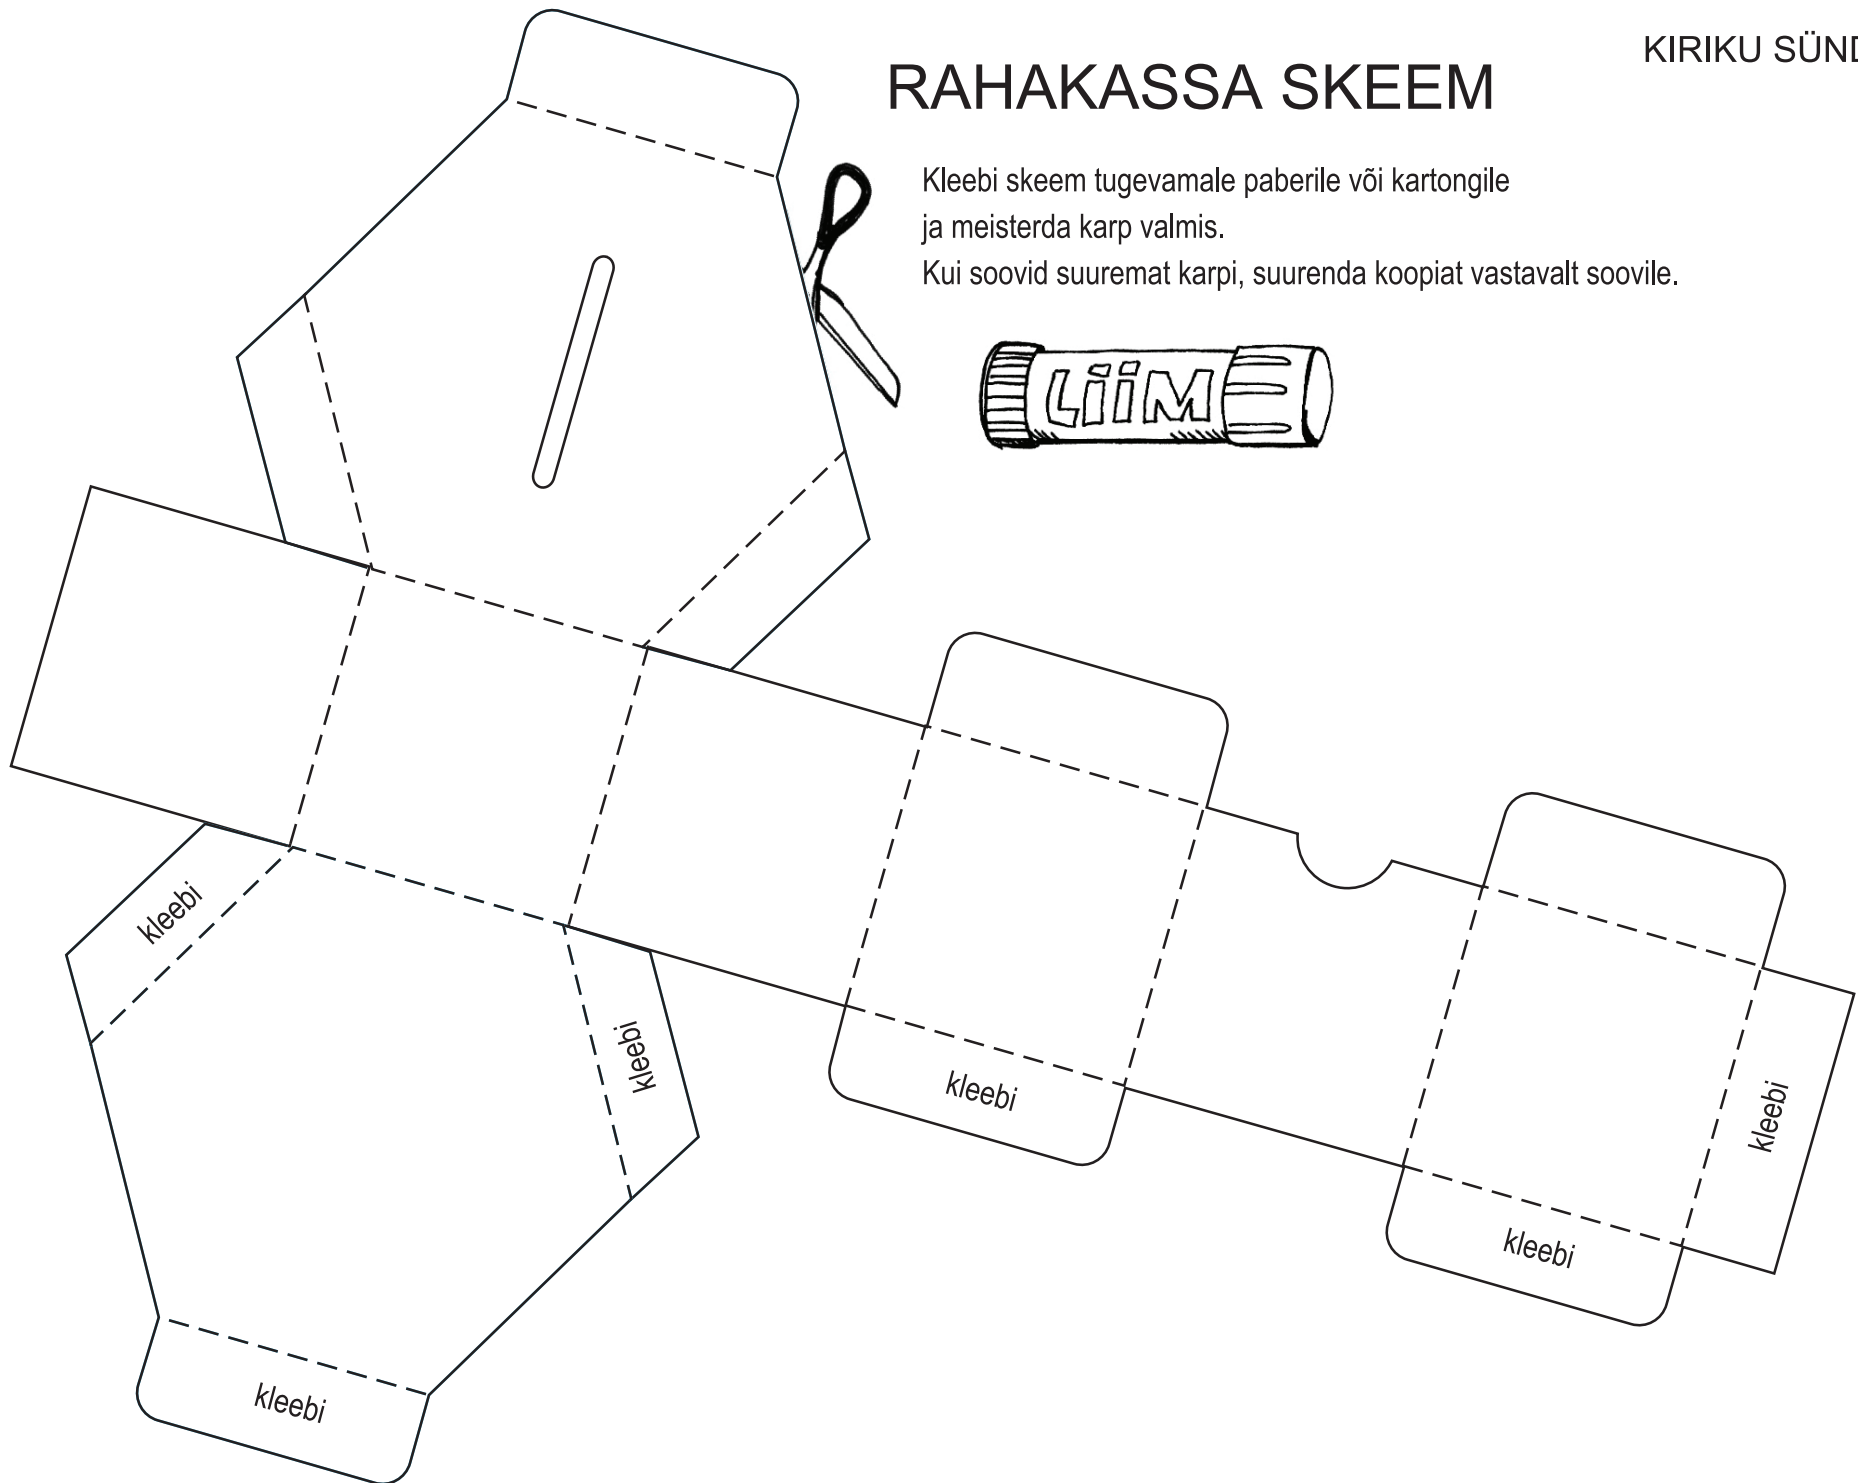 KIRIKU SÜND
RAHAKASSA SKEEM
Kleebi skeem tugevamale paberile või kartongile
ja meisterda karp valmis.
Kui soovid suuremat karpi, suurenda koopiat vastavalt soovile.
LiiM
kleebi
kleebi
kleebi
kleebi
kleebi
kleebi